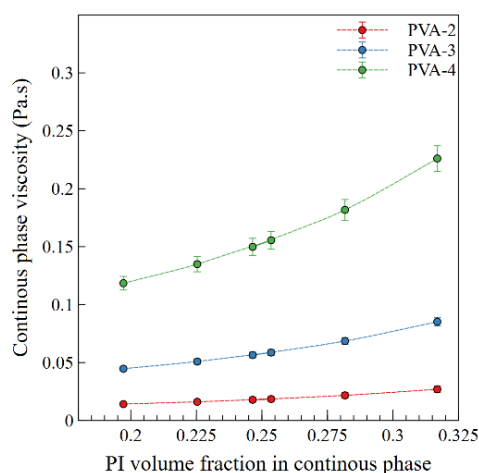 PVA-2
PVA-3
PVA-4
Continous phase viscosity (Pa.s)
0.3
0.25
0.2
0.15
0.1
0.05
0
0.2 0.225 0.25 0.275 0.3 0.325
PI volume fraction in continous phase